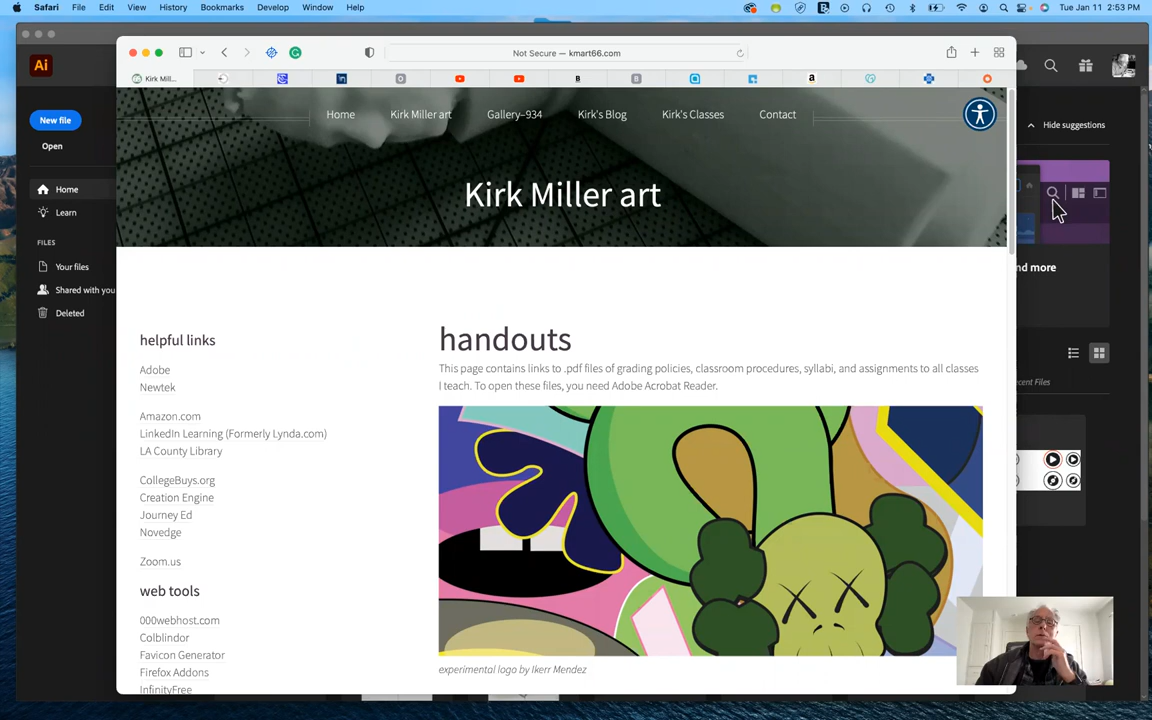 Safari File Edit View History Bookmarks Develop Window Help
Tue Jan 11 2:53 PM
Ai
Not Secure — kmart66.com
Kirk Mill...
New file
Open
Home
Learn
FILES
Your files
Shared with you
Deleted
Hide suggestions
nd more
ecent Files
Home Kirk Miller art Gallery–934 Kirk's Blog Kirk's Classes Contact
Kirk Miller art
helpful links
Adobe
Newtek
Amazon.com
LinkedIn Learning (Formerly Lynda.com)
LA County Library
CollegeBuys.org
Creation Engine
Journey Ed
Novedge
Zoom.us
web tools
000webhost.com
Colblindor
Favicon Generator
Firefox Addons
InfinityFree
handouts
This page contains links to .pdf files of grading policies, classroom procedures, syllabi, and assignments to all classes
I teach. To open these files, you need Adobe Acrobat Reader.
experimental logo by Ikerr Mendez